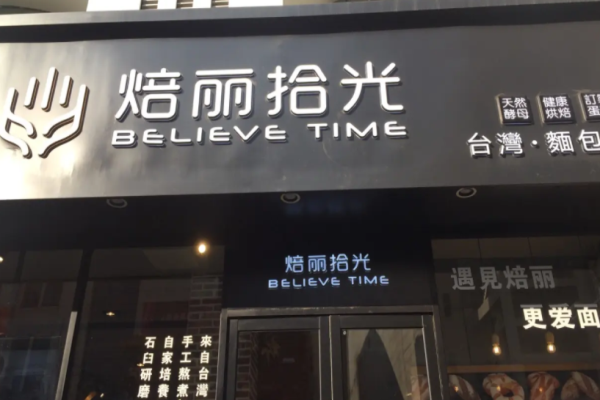 焙丽拾光
BELIEVE TIME
天然
酵母
健康
烘焙
台灣·麵包
焙丽拾光
BELIEVE TIME
遇見焙丽
更爱面
來自台灣
手工熬煮
自家培養
石臼研磨